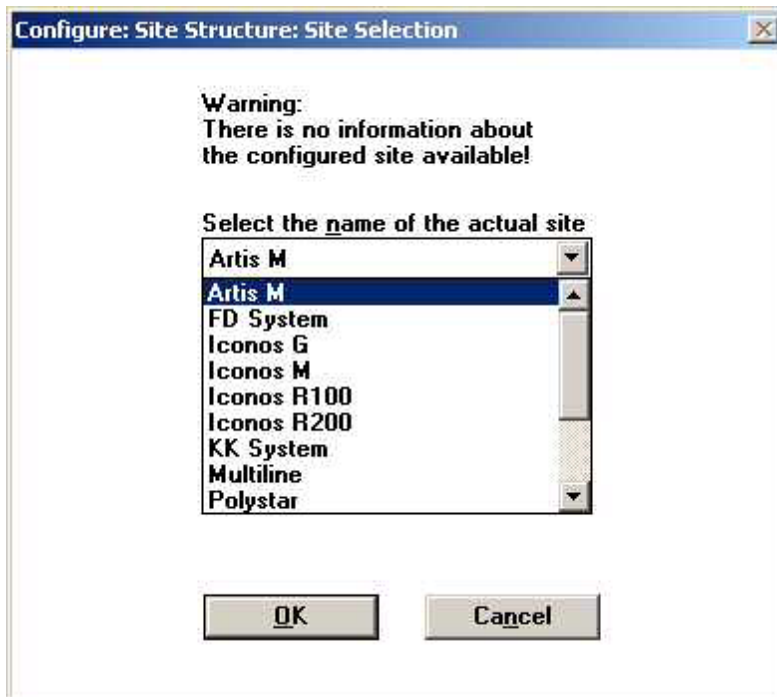 Configure: Site Structure: Site Selection
Warning:
There is no information about
the configured site available!
Select the name of the actual site
Artis M
Artis M
FD System
Iconos G
Iconos M
Iconos R100
Iconos R200
KK System
Multiline
Polystar
OK
Cancel